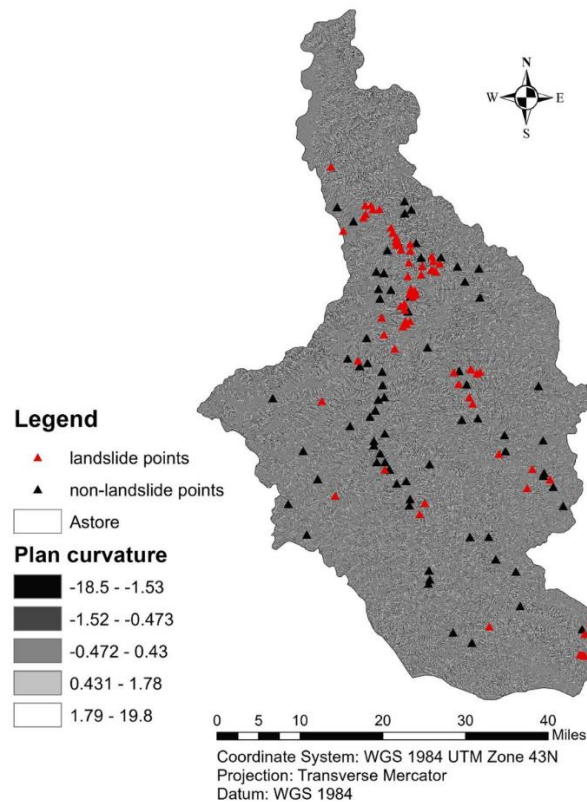 N
W E
S
Legend
landslide points
non-landslide points
Astore
Plan curvature
-18.5 - -1.53
-1.52 - -0.473
-0.472 - 0.43
0.431 - 1.78
1.79 - 19.8
0 5 10 20 30 40
Miles
Coordinate System: WGS 1984 UTM Zone 43N
Projection: Transverse Mercator
Datum: WGS 1984